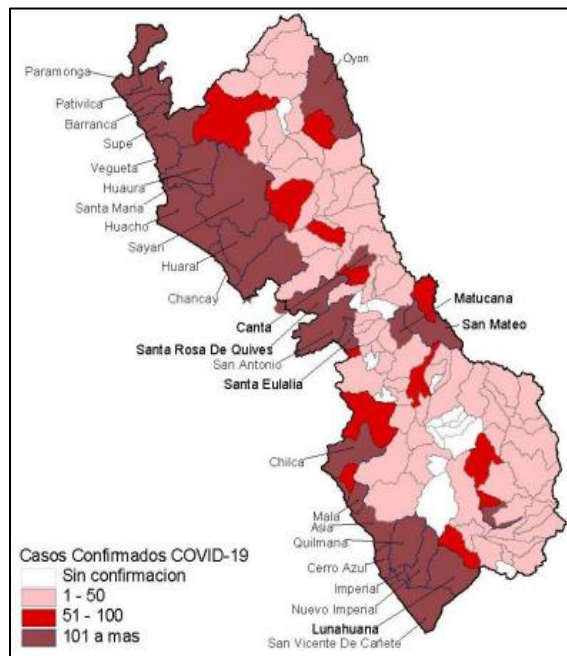 Oyon
Paramonga
Pativilca
Barranca
Supe
Vegueta
Huaura
Santa Maria
Huacho
Sayan
Huaral
Chancay
Canta
Matucana
San Mateo
Santa Rosa De Quives
San Antonio
Santa Eulalia
Chilca
Mala
Asia
Quilmana
Cerro Azul
Imperial
Nuevo Imperial
Lunahuana
San Vicente De Cañete
Casos Confirmados COVID-19
Sin confirmacion
1 - 50
51 - 100
101 a mas